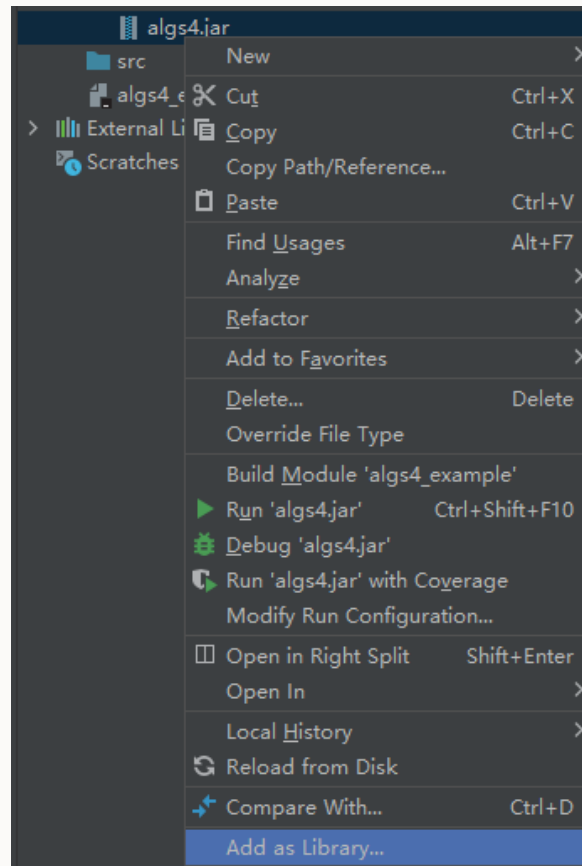 algs4.jar
src
New
algs4_e
Cut Ctrl+X
External Li
Copy Ctrl+C
Scratches
Copy Path/Reference...
Paste Ctrl+V
Find Usages Alt+F7
Analyze
Refactor
Add to Favorites
Delete... Delete
Override File Type
Build Module 'algs4_example'
Run 'algs4.jar' Ctrl+Shift+F10
Debug 'algs4.jar'
Run 'algs4.jar' with Coverage
Modify Run Configuration...
Open in Right Split Shift+Enter
Open In
Local History
Reload from Disk
Compare With... Ctrl+D
Add as Library...